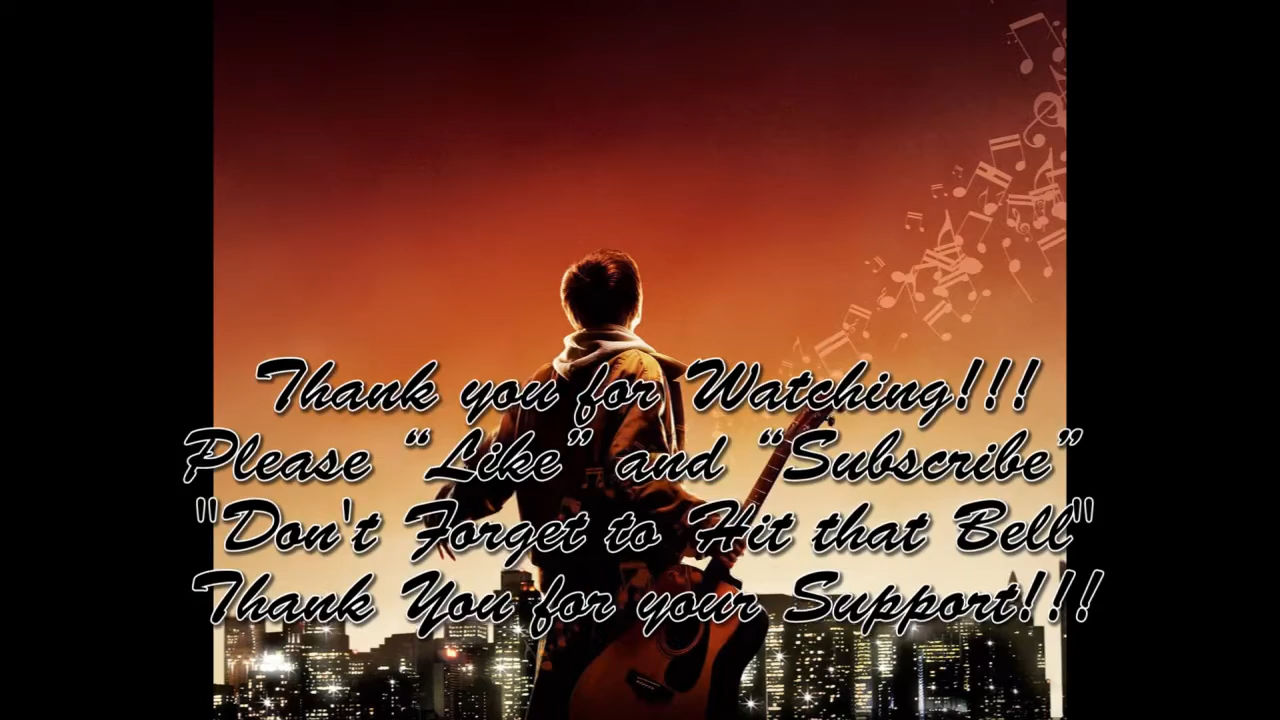 Thank you for Watching!!!
Please “Like” and “Subscribe”
"Don't Forget to Hit that Bell"
Thank You for your Support!!!